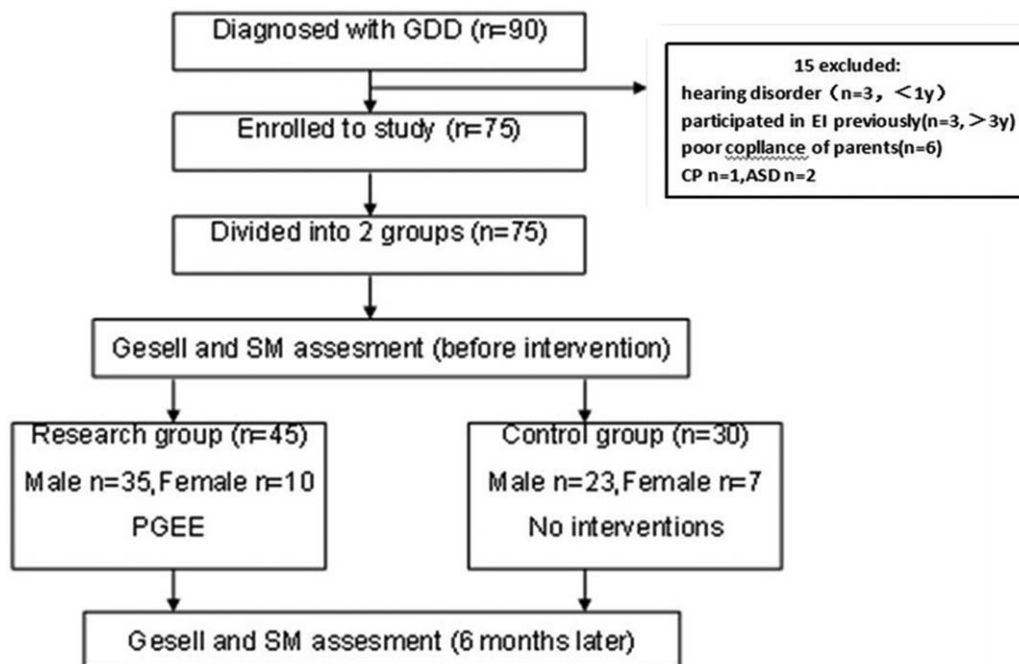 Diagnosed with GDD (n=90)
15 excluded:
hearing disorder（n=3，＜1y）
participated in EI previously(n=3,＞3y)
poor copllance of parents(n=6)
CP n=1,ASD n=2
Enrolled to study (n=75)
Divided into 2 groups (n=75)
Gesell and SM assesment (before intervention)
Research group (n=45)
Male n=35,Female n=10
PGEE
Control group (n=30)
Male n=23,Female n=7
No interventions
Gesell and SM assesment (6 months later)